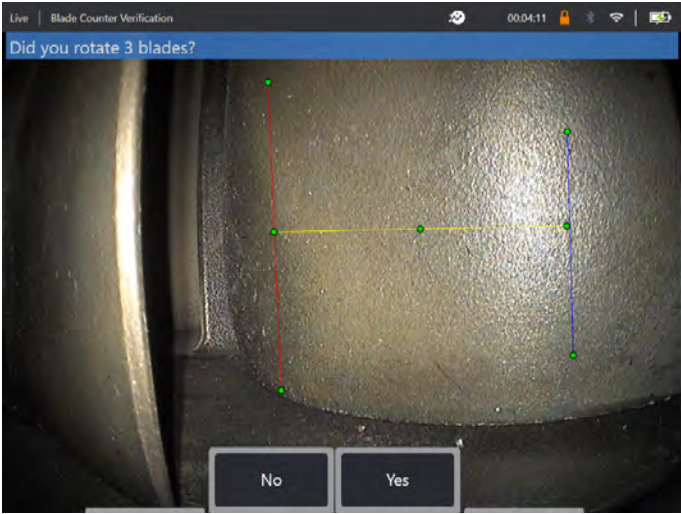 Live | Blade Counter Verification 00:04:11
Did you rotate 3 blades?
No Yes